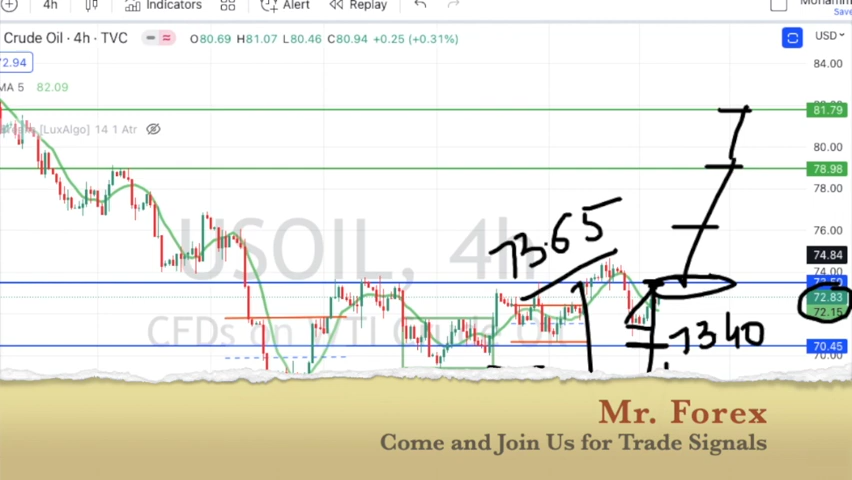 4h Indicators Alert Replay
Save
Crude Oil · 4h · TVC O80.69 H81.07 L80.46 C80.94 +0.25 (+0.31%) USD
72.94
MA 5 82.09
[LuxAlgo] 14 1 Atr
84.00
81.79
80.00
78.98
78.00
76.00
74.84
74.00
72.83
72.15
70.45
70.00
USOIL, 4h
CFDs on WTI Crude Oil
73.65
7340
Mr. Forex
Come and Join Us for Trade Signals